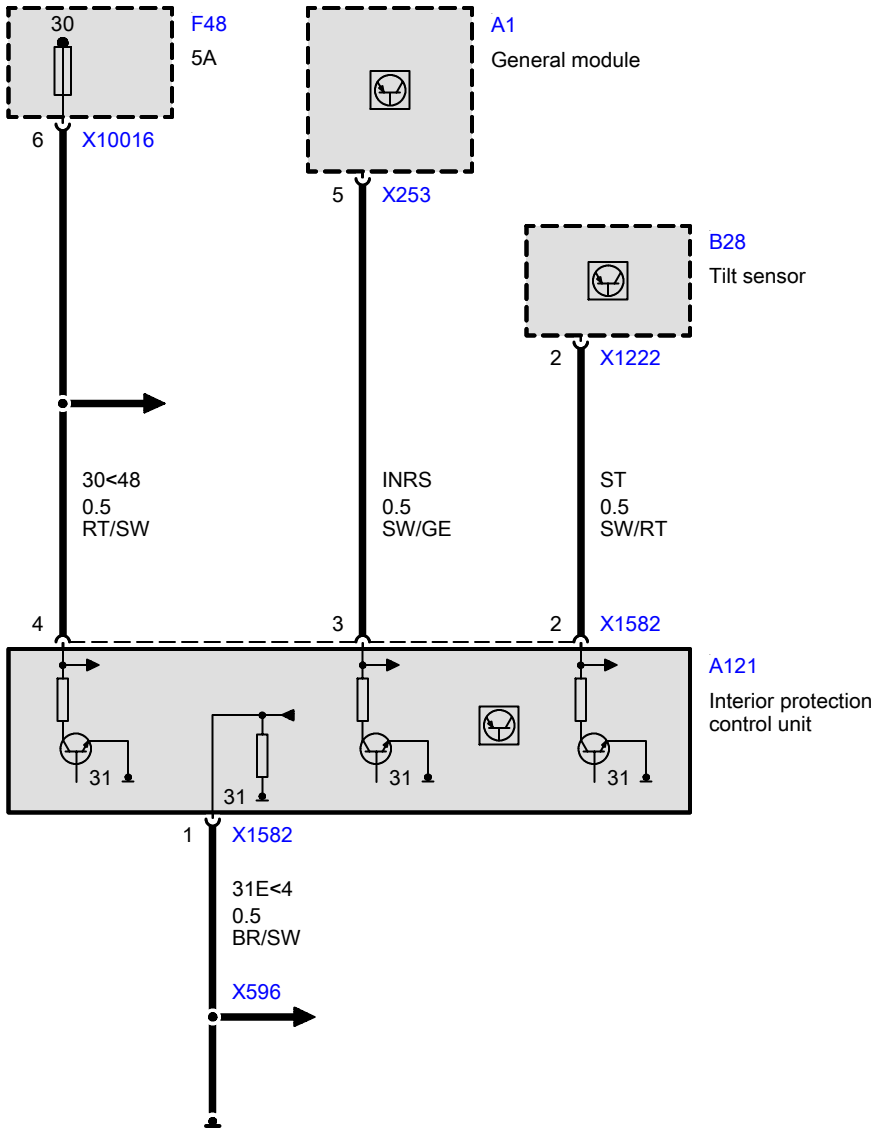 30
F48
5A
A1
General module
6 X10016
5 X253
B28
Tilt sensor
2 X1222
30<48
0.5
RT/SW
INRS
0.5
SW/GE
ST
0.5
SW/RT
4
3
2 X1582
A121
Interior protection
control unit
31
31
31
31
1 X1582
31E<4
0.5
BR/SW
X596